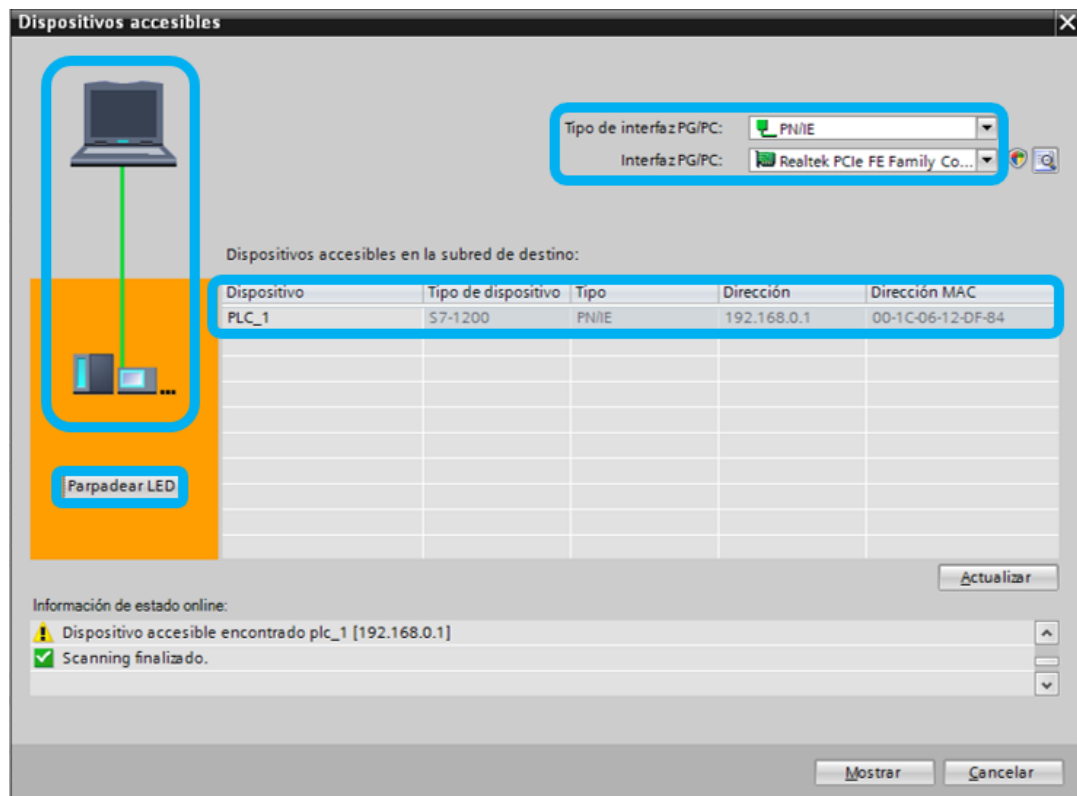 Dispositivos accesibles
Tipo de interfaz PG/PC: PN/IE
Interfaz PG/PC: Realtek PCIe FE Family Co...
Dispositivos accesibles en la subred de destino:
Dispositivo Tipo de dispositivo Tipo Dirección Dirección MAC
PLC_1 S7-1200 PN/IE 192.168.0.1 00-1C-06-12-DF-84
Parpadear LED
Actualizar
Información de estado online:
Dispositivo accesible encontrado plc_1 [192.168.0.1]
Scanning finalizado.
Mostrar Cancelar